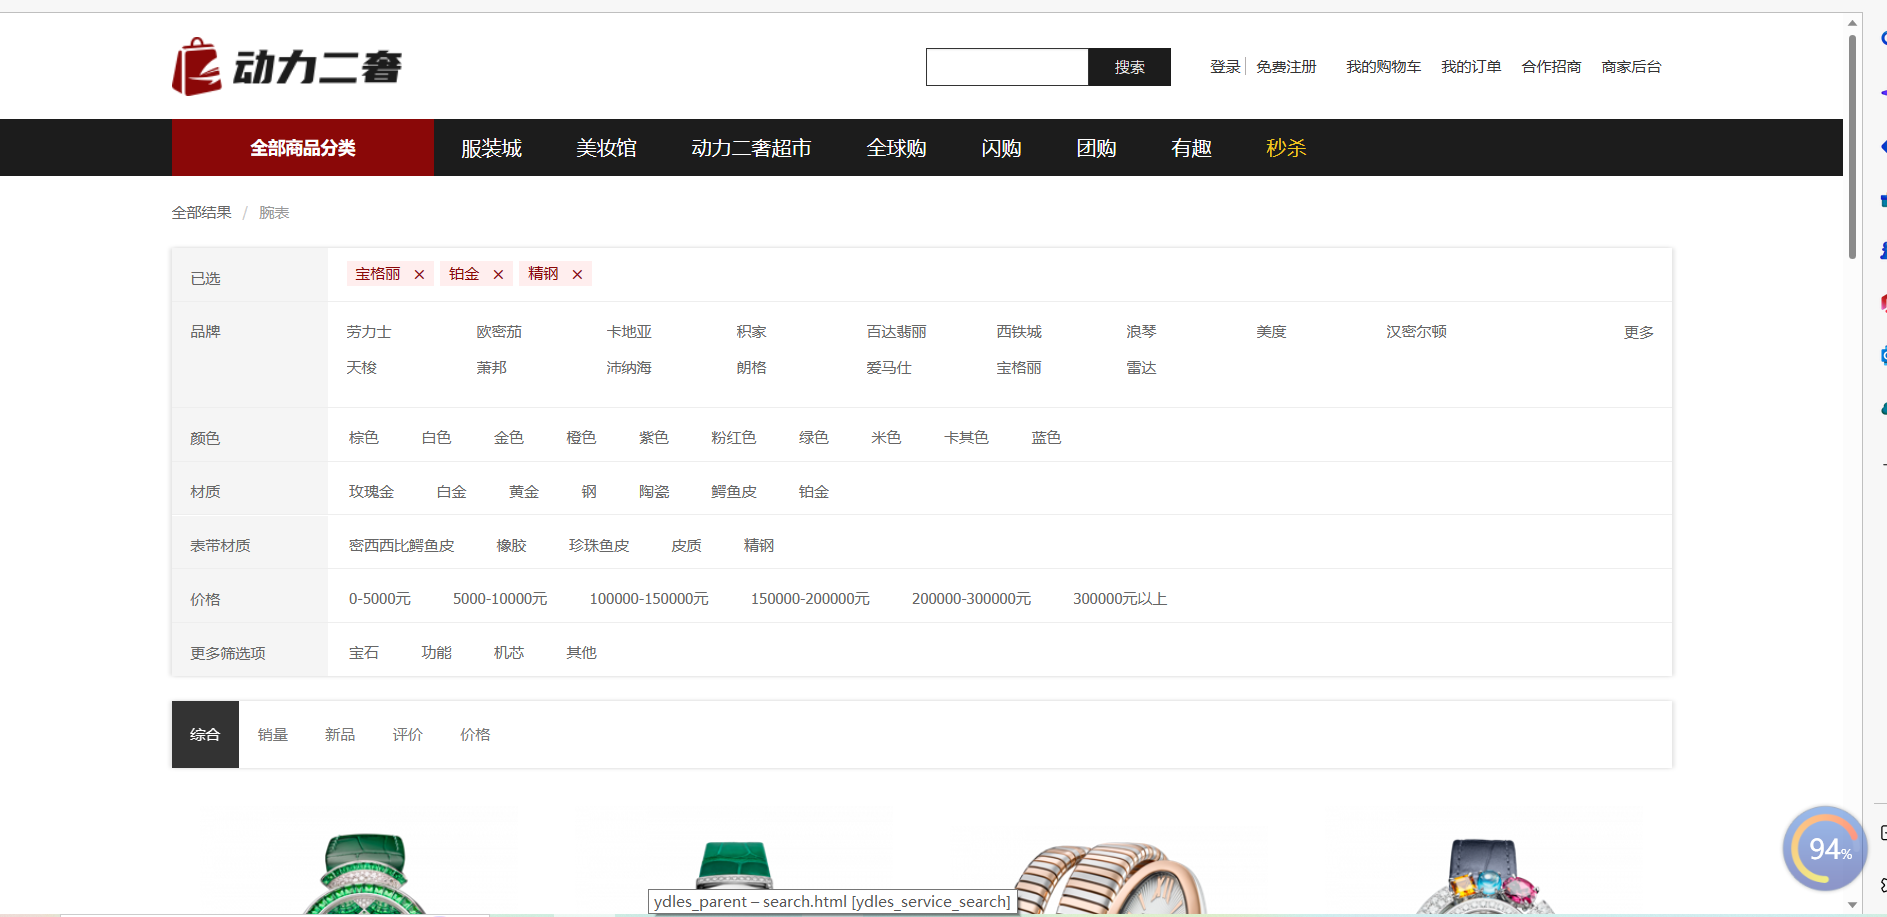 动力二奢
搜索
登录 免费注册 我的购物车 我的订单 合作招商 商家后台
全部商品分类 服装城 美妆馆 动力二奢超市 全球购 闪购 团购 有趣 秒杀
全部结果 / 腕表
已选 宝格丽 × 铂金 × 精钢 ×
品牌 劳力士 欧密茄 卡地亚 积家 百达翡丽 西铁城 浪琴 美度 汉密尔顿 更多
天梭 萧邦 沛纳海 朗格 爱马仕 宝格丽 雷达
颜色 棕色 白色 金色 橙色 紫色 粉红色 绿色 米色 卡其色 蓝色
材质 玫瑰金 白金 黄金 钢 陶瓷 鳄鱼皮 铂金
表带材质 密西西比鳄鱼皮 橡胶 珍珠鱼皮 皮质 精钢
价格 0-5000元 5000-10000元 100000-150000元 150000-200000元 200000-300000元 300000元以上
更多筛选项 宝石 功能 机芯 其他
综合 销量 新品 评价 价格
94%
ydles_parent – search.html [ydles_service_search]